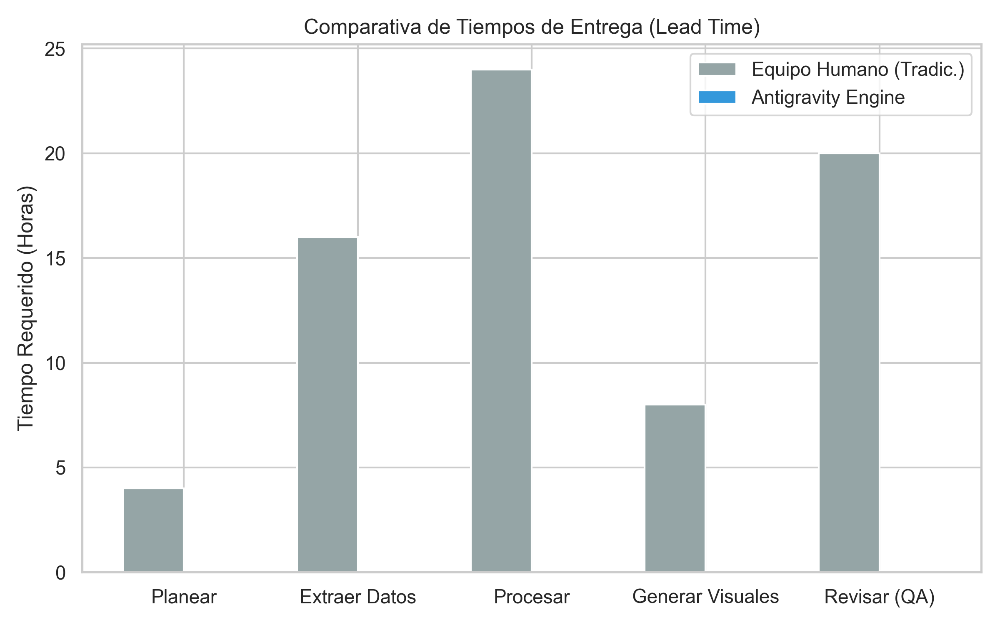 Comparativa de Tiempos de Entrega (Lead Time)
Equipo Humano (Tradic.)
Antigravity Engine
Tiempo Requerido (Horas)
25
20
15
10
5
0
Planear
Extraer Datos
Procesar
Generar Visuales
Revisar (QA)